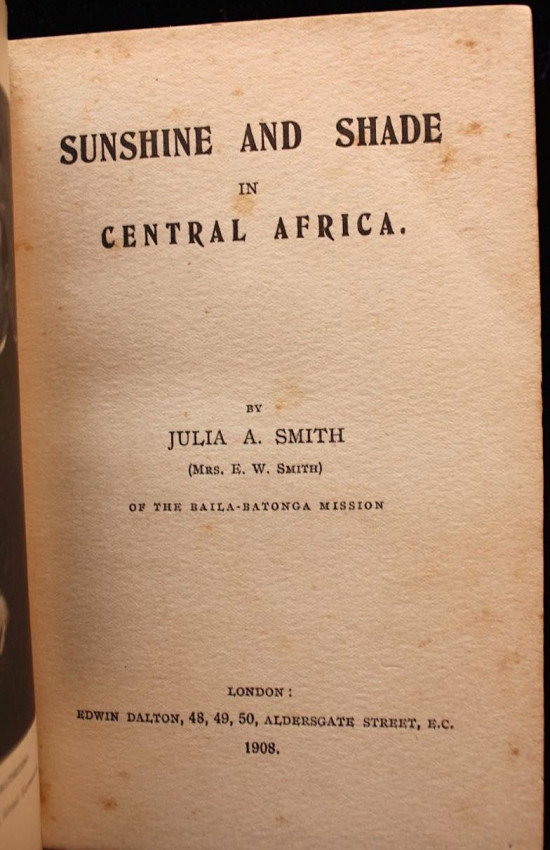 SUNSHINE AND SHADE
IN
CENTRAL AFRICA.
BY
JULIA A. SMITH
(MRS. E. W. SMITH)
OF THE BAILA-BATONGA MISSION
LONDON:
EDWIN DALTON, 48, 49, 50, ALDERSGATE STREET, E.C.
1908.